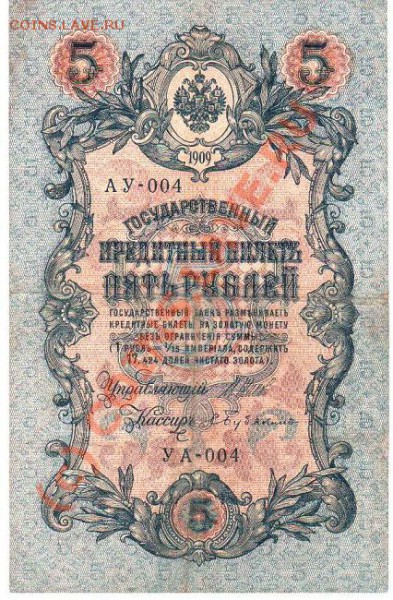 COINS.LAVE.RU
5 5
1909
АУ-004
ГОСУДАРСТВЕННЫЙ
КРЕДИТНЫЙ БИЛЕТЪ
ПЯТЬ РУБЛЕЙ
ГОСУДАРСТВЕННЫЙ БАНКЪ РАЗМѢНИВАЕТЪ
КРЕДИТНЫЕ БИЛЕТЫ НА ЗОЛОТУЮ МОНЕТУ
БЕЗЪ ОГРАНИЧЕНІЯ СУММЫ
(1 РУБЛЬ = 1/15 ИМПЕРІАЛА, СОДЕРЖИТЪ
17,424 ДОЛЕЙ ЧИСТАГО ЗОЛОТА).
Управляющій
Кассиръ
УА-004
5